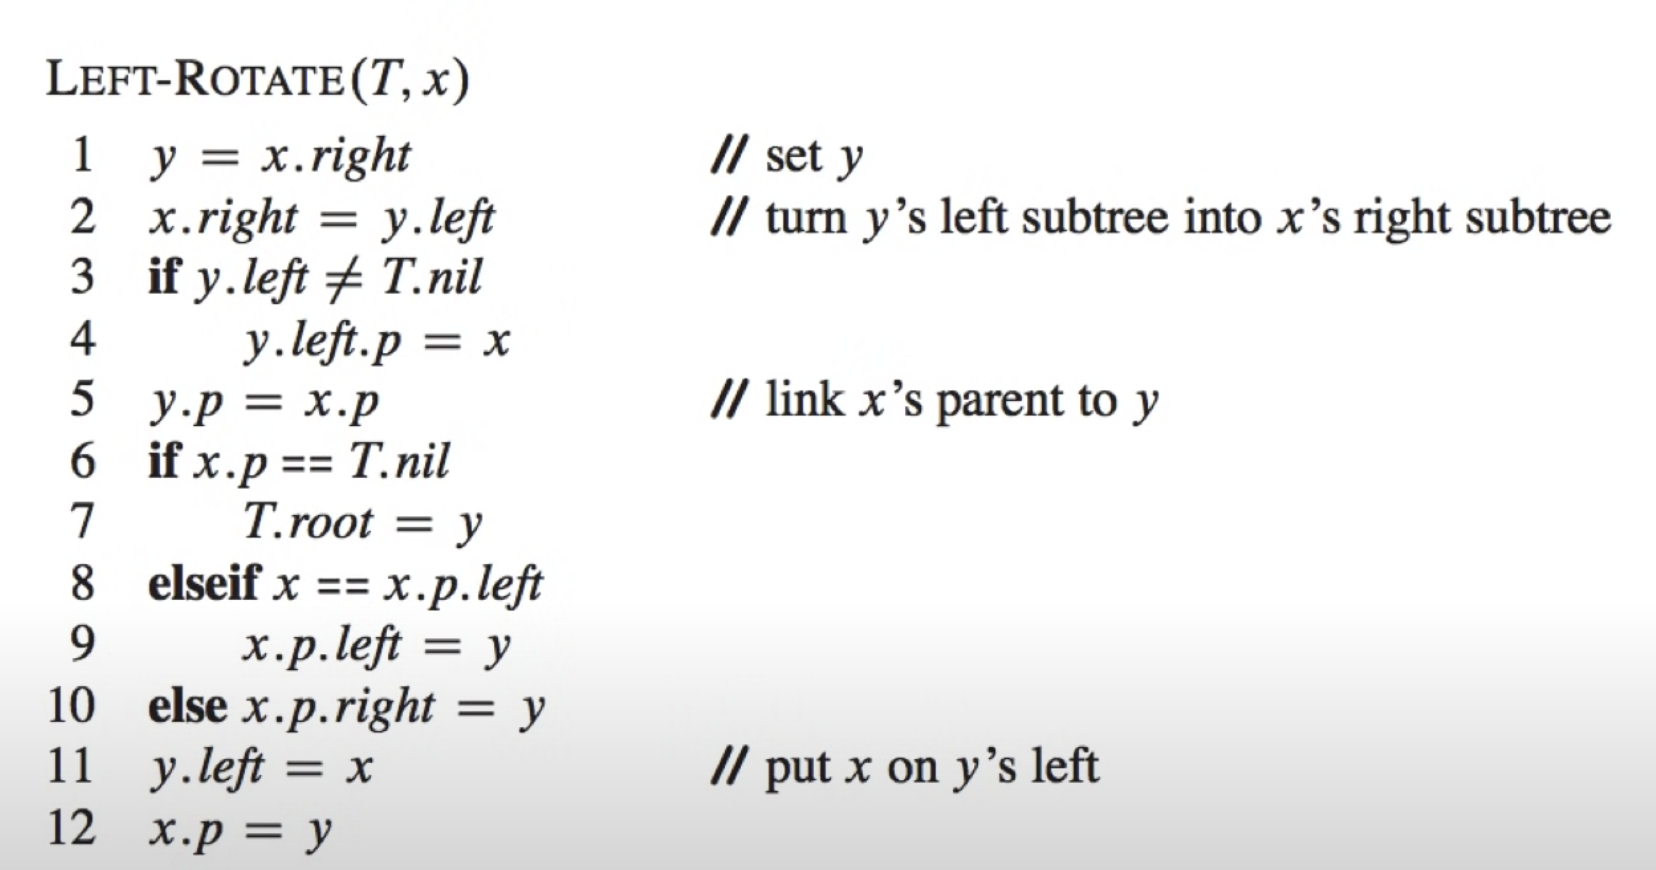 LEFT-ROTATE(T, x)
1 y = x.right // set y
2 x.right = y.left // turn y’s left subtree into x’s right subtree
3 if y.left ≠ T.nil
4 y.left.p = x
5 y.p = x.p // link x’s parent to y
6 if x.p == T.nil
7 T.root = y
8 elseif x == x.p.left
9 x.p.left = y
10 else x.p.right = y
11 y.left = x // put x on y’s left
12 x.p = y